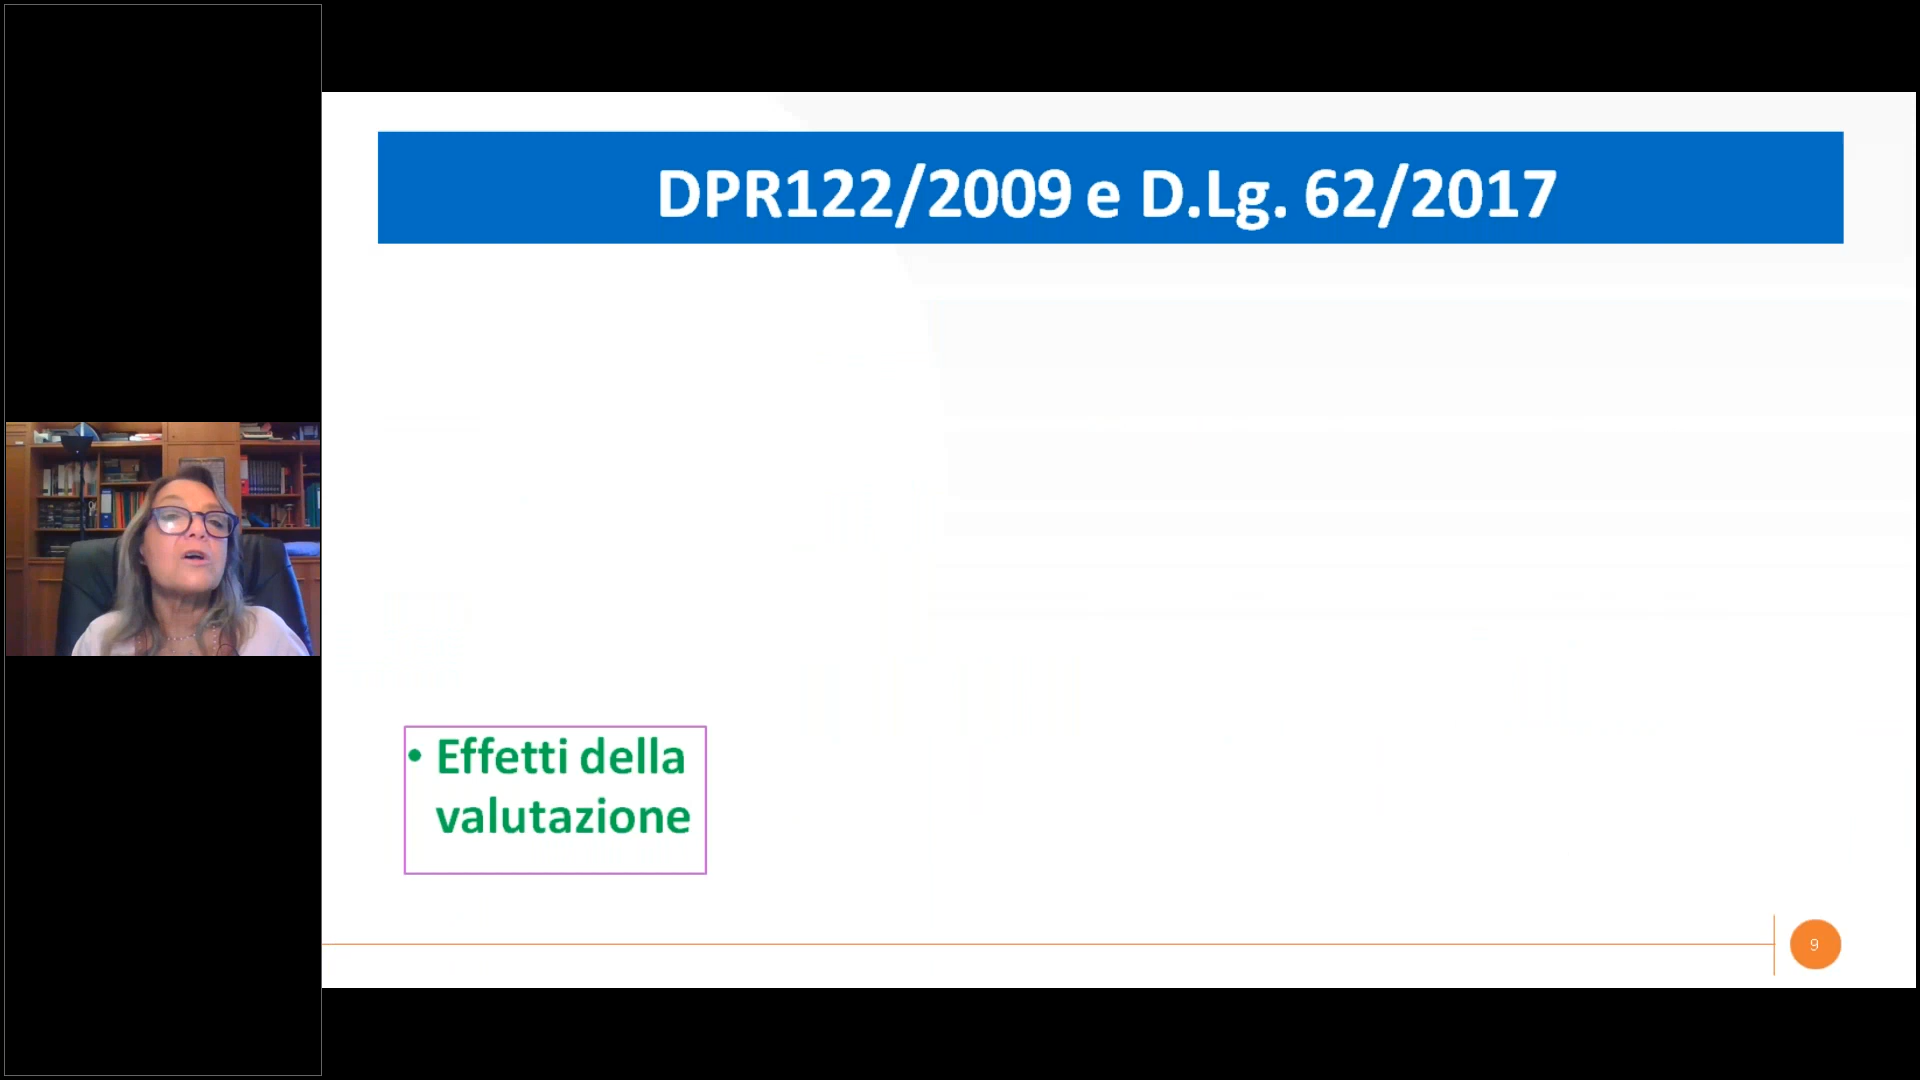 DPR122/2009 e D.Lg. 62/2017
• Effetti della
valutazione
9